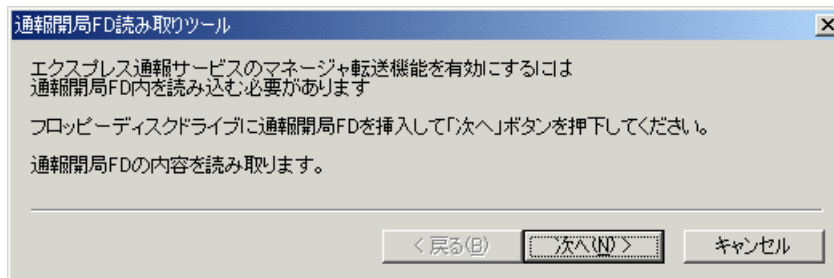 通報開局FD読み取りツール
エクスプレス通報サービスのマネージャ転送機能を有効にするには
通報開局FD内を読み込む必要があります
フロッピーディスクドライブに通報開局FDを挿入して「次へ」ボタンを押下してください。
通報開局FDの内容を読み取ります。
< 戻る(B) 次へ(N) > キャンセル